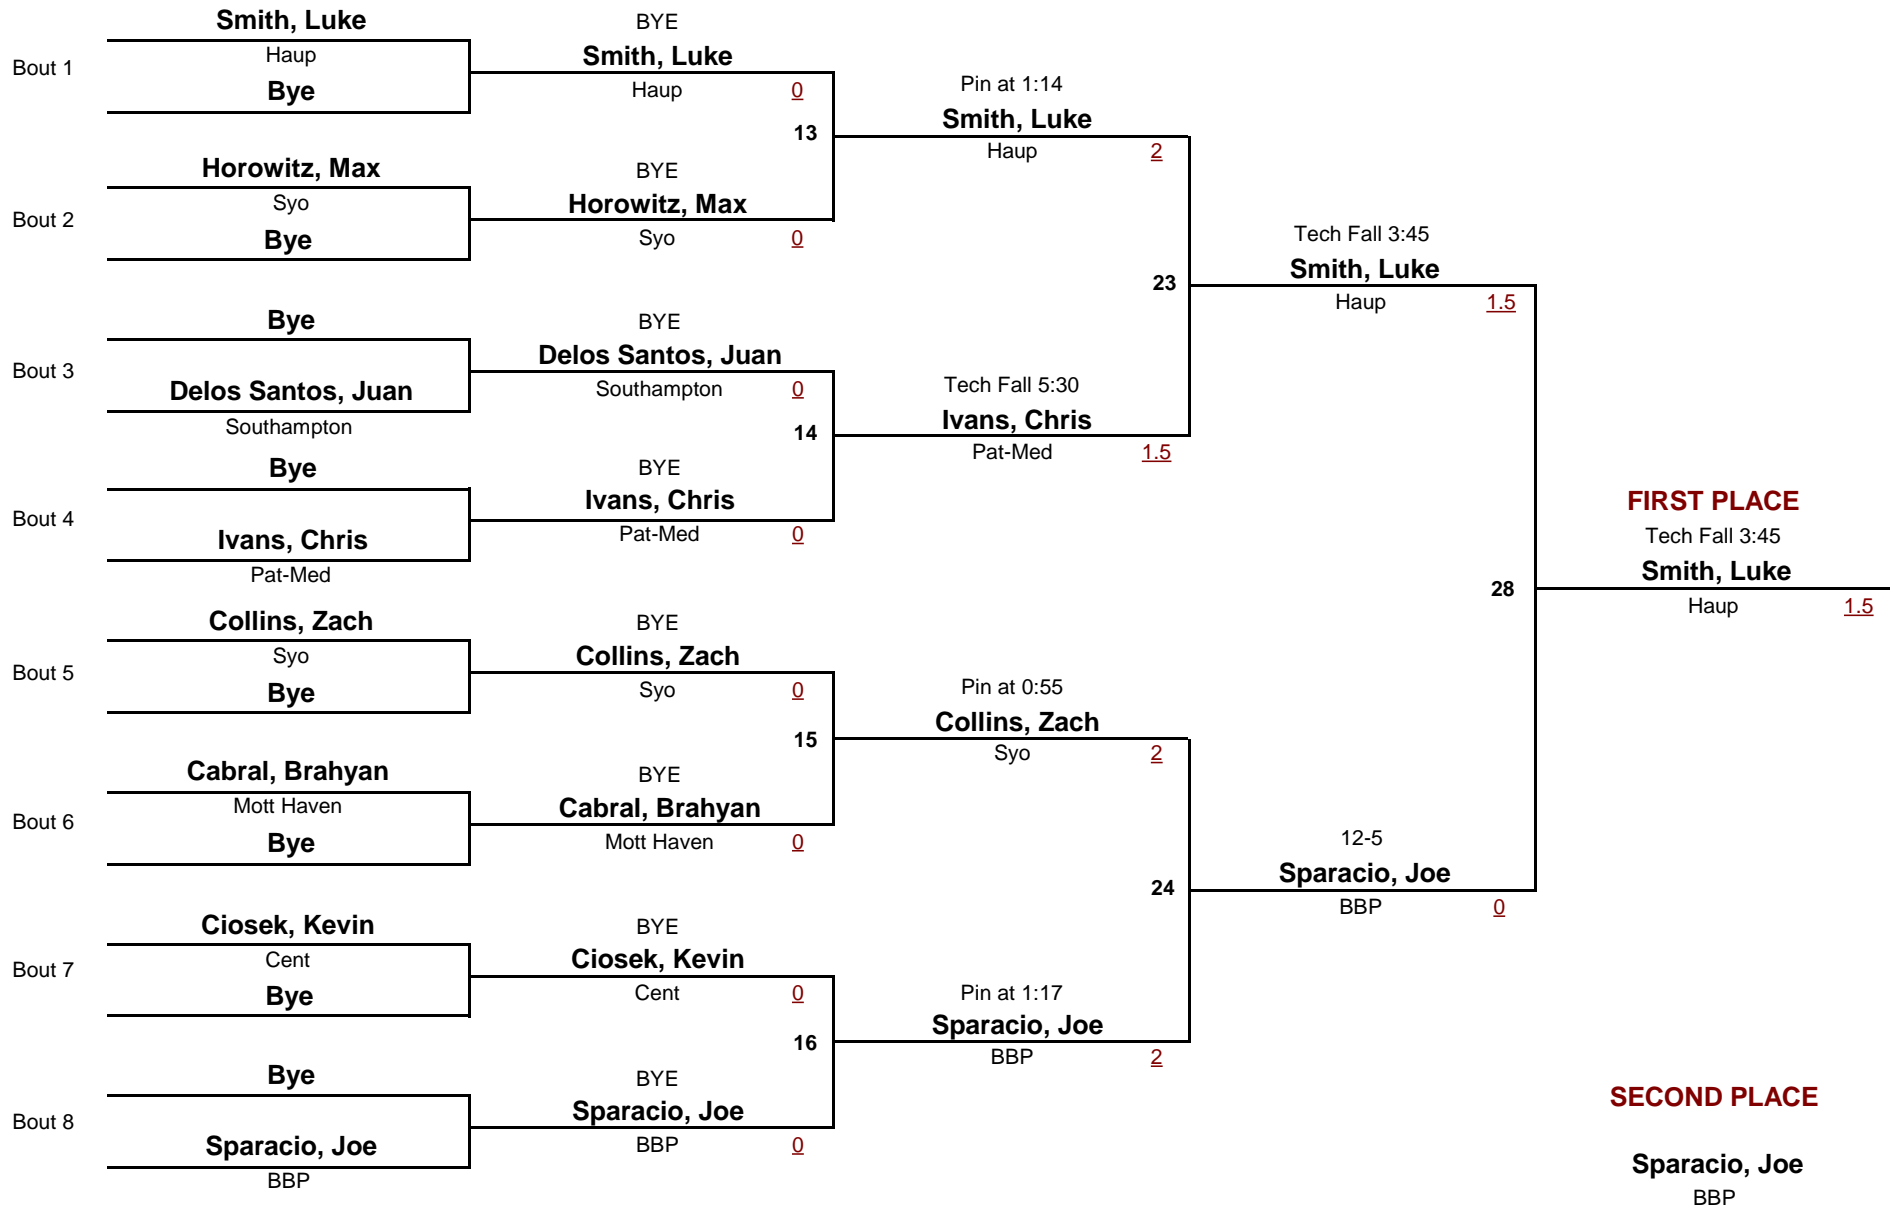 Smith, Luke
Bout 1
Haup
Bye
Horowitz, Max
Bout 2
Syo
Bye
Bye
Bout 3
Delos Santos, Juan
Southampton
Bye
Bout 4
Ivans, Chris
Pat-Med
Collins, Zach
Bout 5
Syo
Bye
Cabral, Brahyan
Bout 6
Mott Haven
Bye
Ciosek, Kevin
Bout 7
Cent
Bye
Bye
Bout 8
Sparacio, Joe
BBP
BYE
Smith, Luke
Haup 0
13
BYE
Horowitz, Max
Syo 0
BYE
Delos Santos, Juan
Southampton 0
14
BYE
Ivans, Chris
Pat-Med 0
BYE
Collins, Zach
Syo 0
15
BYE
Cabral, Brahyan
Mott Haven 0
BYE
Ciosek, Kevin
Cent 0
16
BYE
Sparacio, Joe
BBP 0
Pin at 1:14
Smith, Luke
Haup 2
23
Tech Fall 5:30
Ivans, Chris
Pat-Med 1.5
Pin at 0:55
Collins, Zach
Syo 2
24
Pin at 1:17
Sparacio, Joe
BBP 2
Tech Fall 3:45
Smith, Luke
Haup 1.5
28
12-5
Sparacio, Joe
BBP 0
FIRST PLACE
Tech Fall 3:45
Smith, Luke
Haup 1.5
SECOND PLACE
Sparacio, Joe
BBP